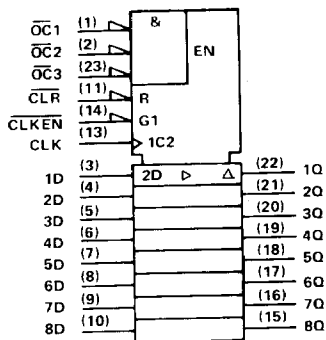 OC1 (1) &
OC2 (2) EN
OC3 (23)
CLR (11) R
CLKEN (14) G1
CLK (13) 1C2
1D (3) 2D (22) 1Q
2D (4) (21) 2Q
3D (5) (20) 3Q
4D (6) (19) 4Q
5D (7) (18) 5Q
6D (8) (17) 6Q
7D (9) (16) 7Q
8D (10) (15) 8Q